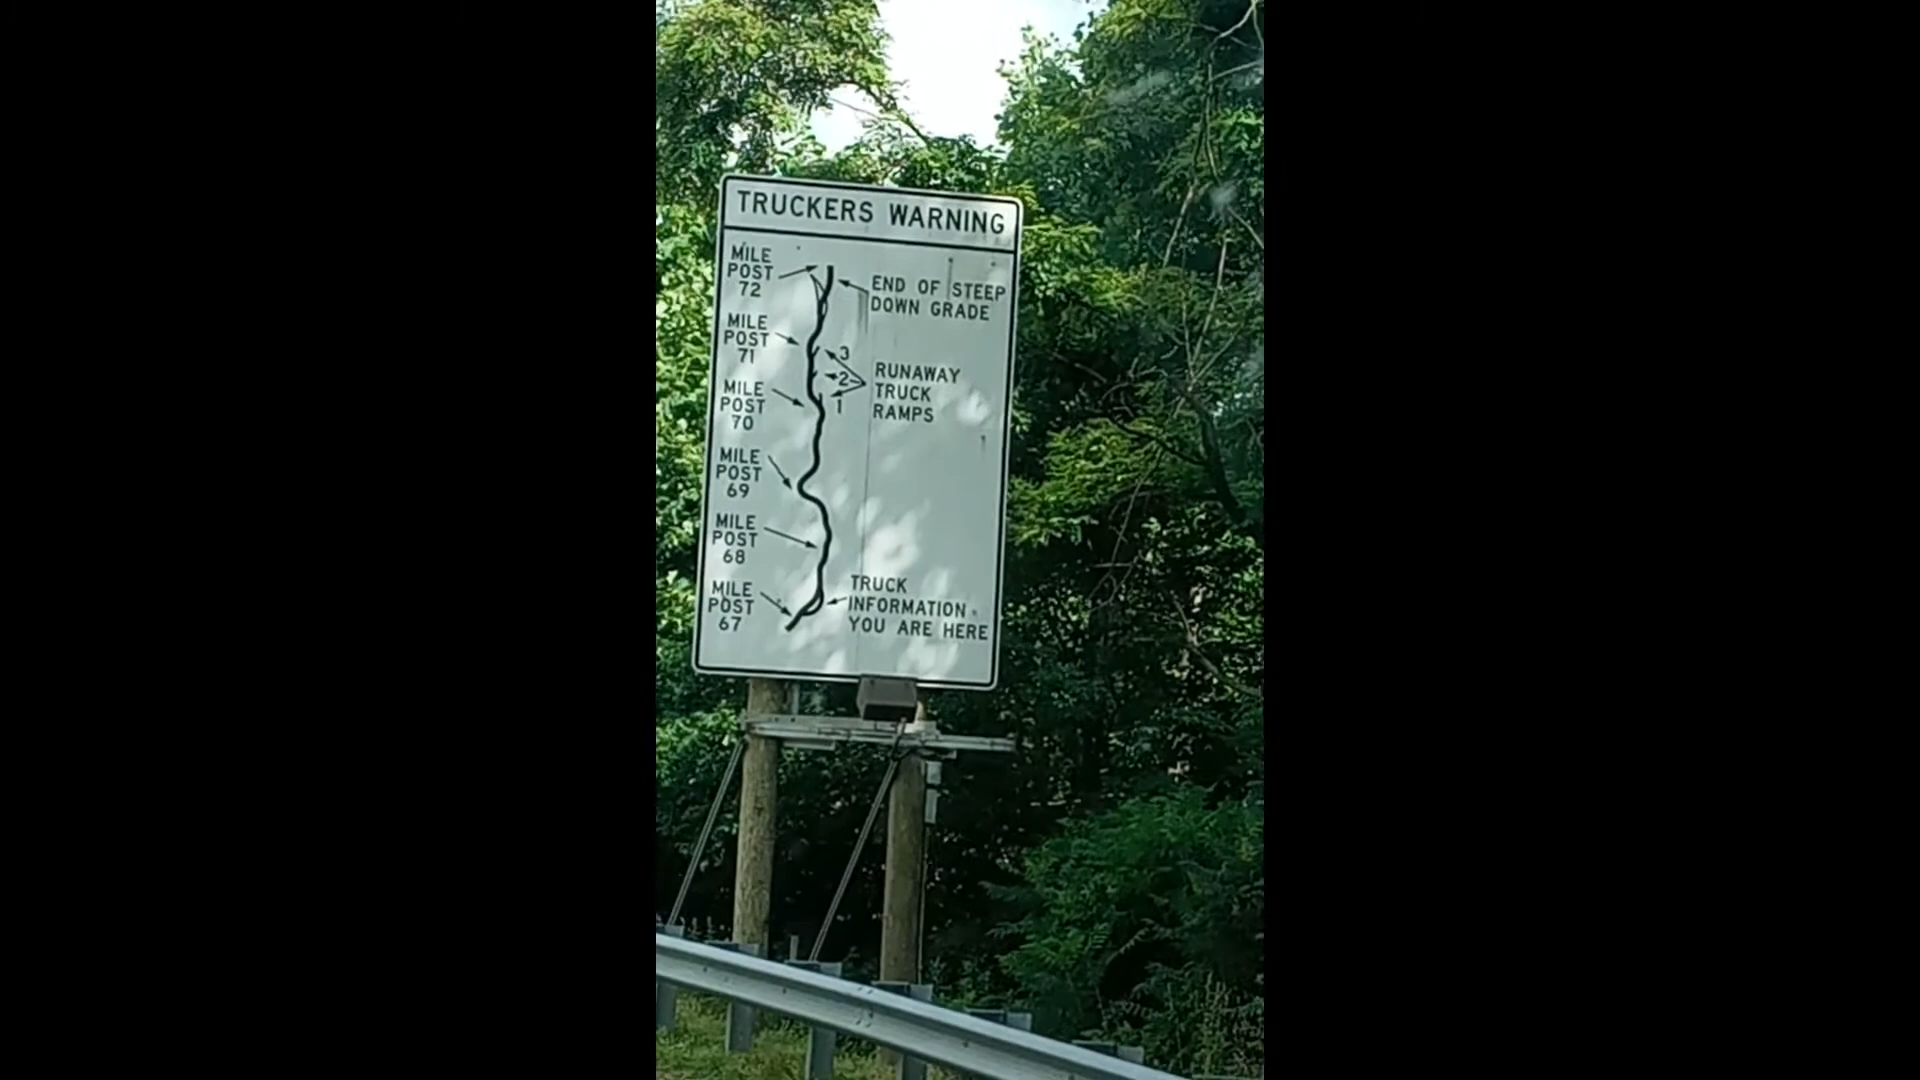 TRUCKERS WARNING
MILE
POST
72
END OF STEEP
DOWN GRADE
MILE
POST
71
3
2
1
RUNAWAY
TRUCK
RAMPS
MILE
POST
70
MILE
POST
69
MILE
POST
68
MILE
POST
67
TRUCK
INFORMATION
YOU ARE HERE